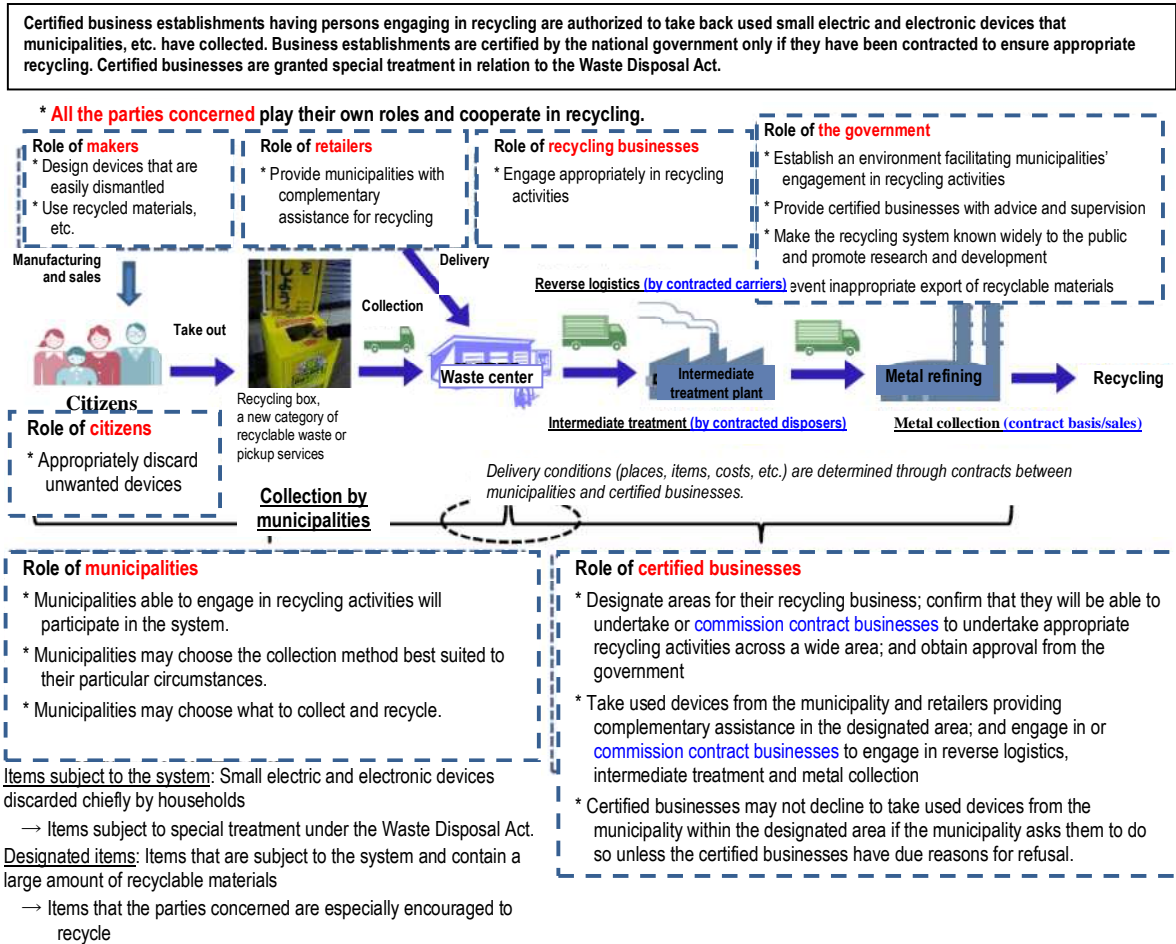 Certified business establishments having persons engaging in recycling are authorized to take back used small electric and electronic devices that
municipalities, etc. have collected. Business establishments are certified by the national government only if they have been contracted to ensure appropriate
recycling. Certified businesses are granted special treatment in relation to the Waste Disposal Act.
* All the parties concerned play their own roles and cooperate in recycling.
Role of makers
* Design devices that are
easily dismantled
* Use recycled materials,
etc.
Role of retailers
* Provide municipalities with
complementary
assistance for recycling
Role of recycling businesses
* Engage appropriately in recycling
activities
Role of the government
* Establish an environment facilitating municipalities'
engagement in recycling activities
* Provide certified businesses with advice and supervision
* Make the recycling system known widely to the public
and promote research and development
event inappropriate export of recyclable materials
Manufacturing
and sales
Delivery
Reverse logistics (by contracted carriers)
Take out
Collection
Waste center
Intermediate
treatment plant
Metal refining
Recycling
Citizens
Recycling box,
a new category of
recyclable waste or
pickup services
Intermediate treatment (by contracted disposers)
Metal collection (contract basis/sales)
Role of citizens
* Appropriately discard
unwanted devices
Delivery conditions (places, items, costs, etc.) are determined through contracts between
municipalities and certified businesses.
Collection by
municipalities
Role of municipalities
* Municipalities able to engage in recycling activities will
participate in the system.
* Municipalities may choose the collection method best suited to
their particular circumstances.
* Municipalities may choose what to collect and recycle.
Items subject to the system: Small electric and electronic devices
discarded chiefly by households
→ Items subject to special treatment under the Waste Disposal Act.
Designated items: Items that are subject to the system and contain a
large amount of recyclable materials
→ Items that the parties concerned are especially encouraged to
recycle
Role of certified businesses
* Designate areas for their recycling business; confirm that they will be able to
undertake or commission contract businesses to undertake appropriate
recycling activities across a wide area; and obtain approval from the
government
* Take used devices from the municipality and retailers providing
complementary assistance in the designated area; and engage in or
commission contract businesses to engage in reverse logistics,
intermediate treatment and metal collection
* Certified businesses may not decline to take used devices from the
municipality within the designated area if the municipality asks them to do
so unless the certified businesses have due reasons for refusal.